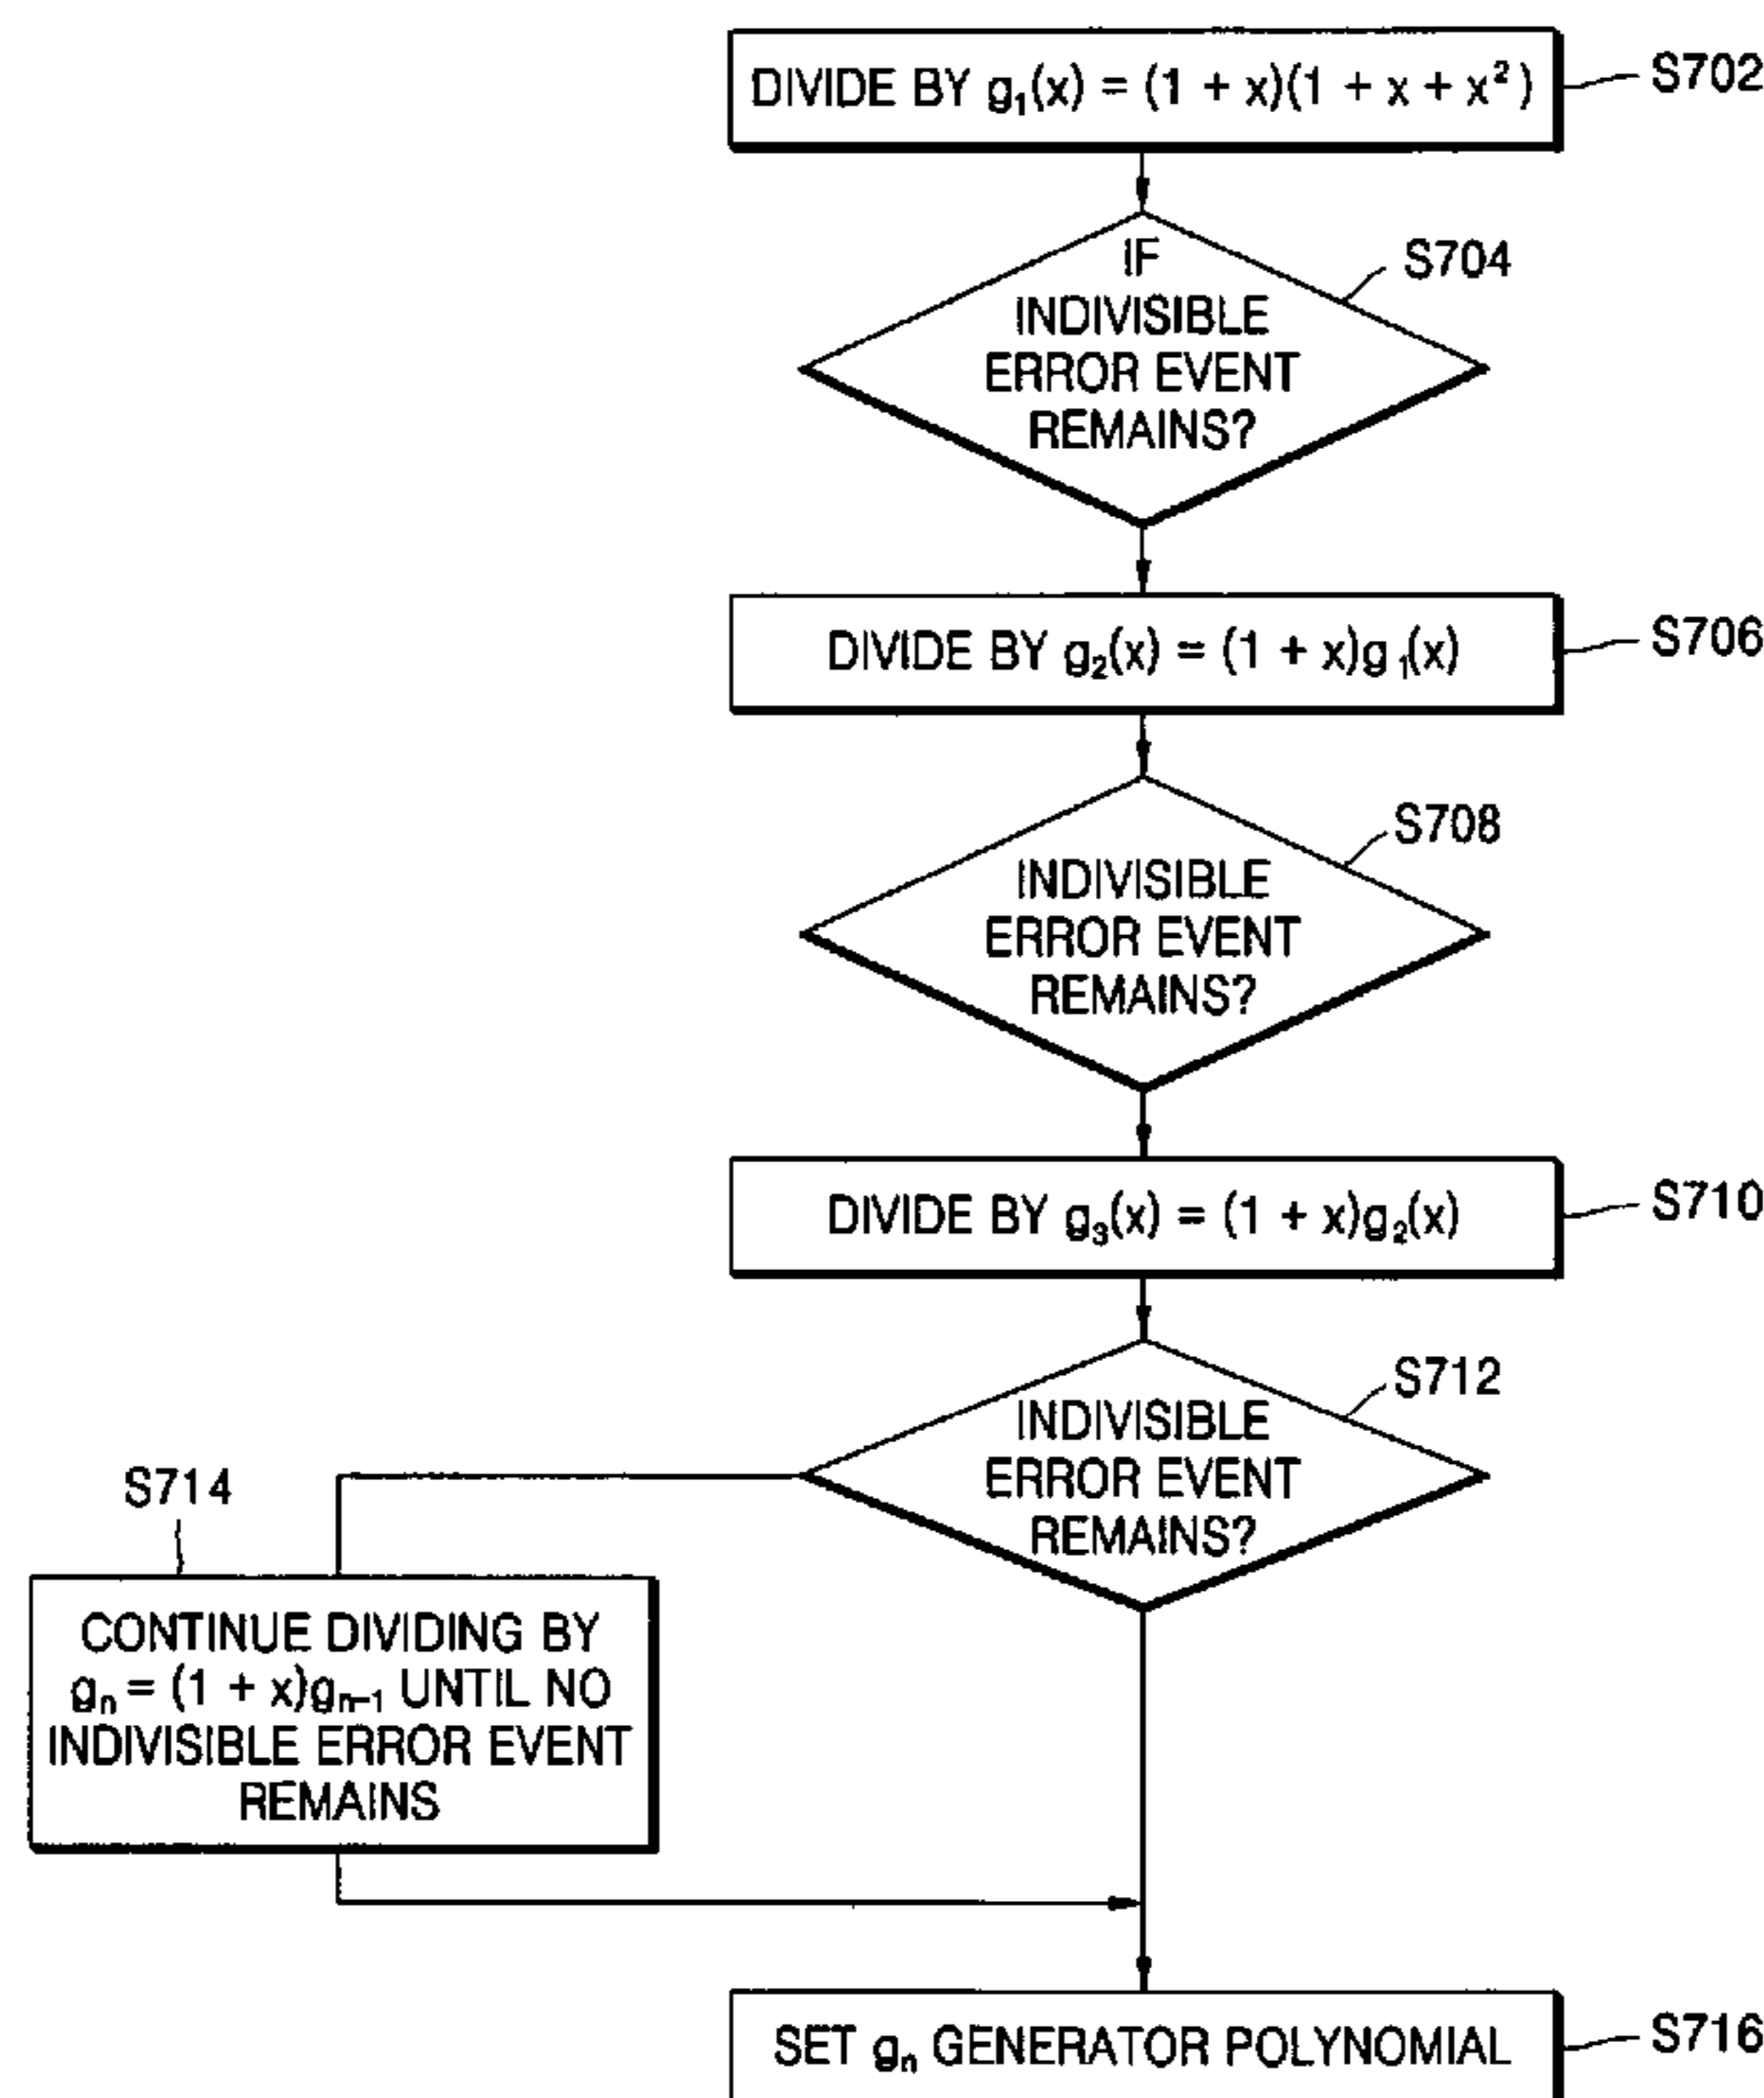 DIVIDE BY g₁(x) = (1 + x)(1 + x + x²)
S702
IF
INDIVISIBLE
ERROR EVENT
REMAINS?
S704
DIVIDE BY g₂(x) = (1 + x)g₁(x)
S706
INDIVISIBLE
ERROR EVENT
REMAINS?
S708
DIVIDE BY g₃(x) = (1 + x)g₂(x)
S710
INDIVISIBLE
ERROR EVENT
REMAINS?
S712
S714
CONTINUE DIVIDING BY
gₙ = (1 + x)gₙ₋₁ UNTIL NO
INDIVISIBLE ERROR EVENT
REMAINS
SET gₙ GENERATOR POLYNOMIAL
S716